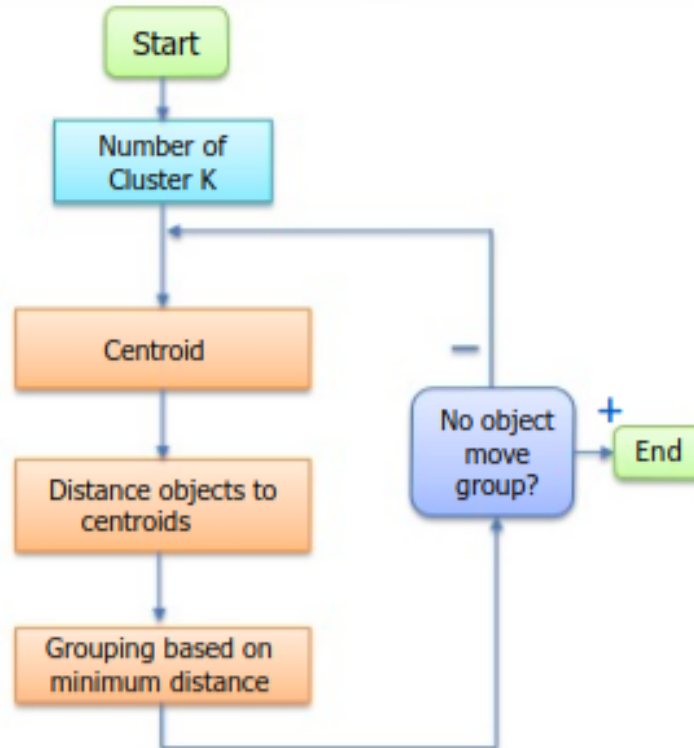 Start
Number of
Cluster K
Centroid
Distance objects to
centroids
Grouping based on
minimum distance
No object
move
group?
−
+
End